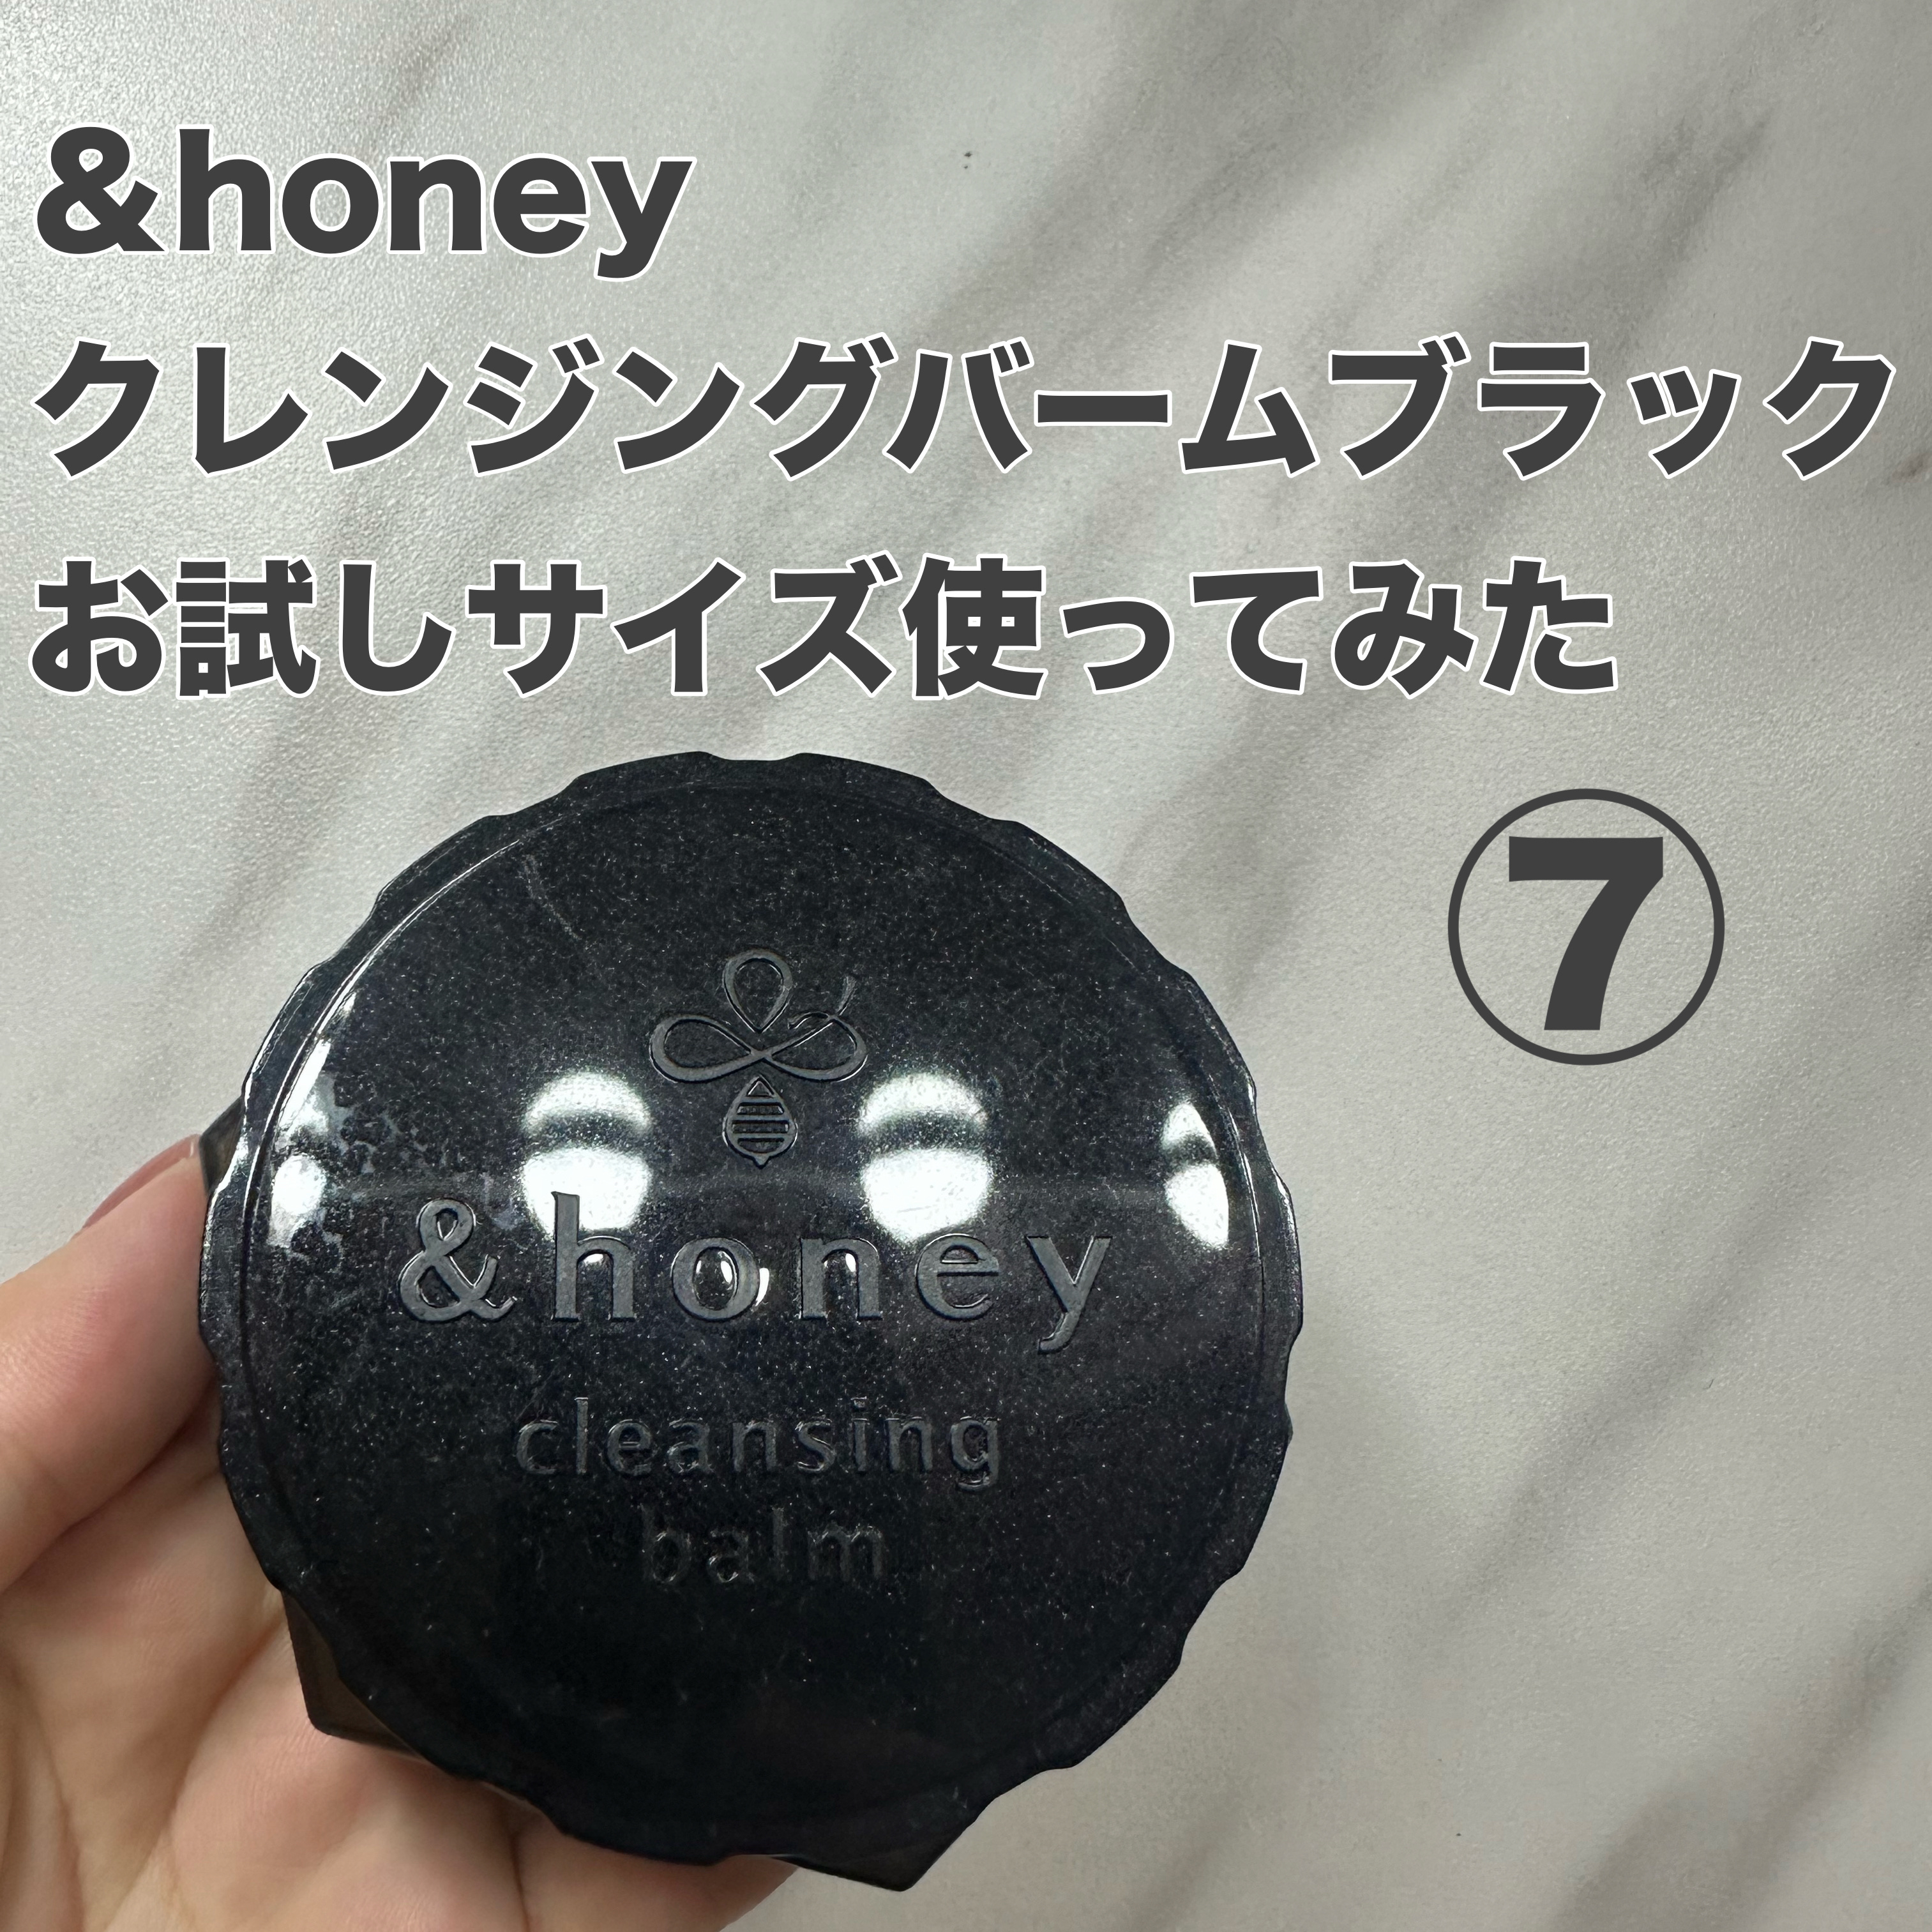 &honey
クレンジングバームブラック
お試しサイズ使ってみた
⑦
&honey
cleansing
balm